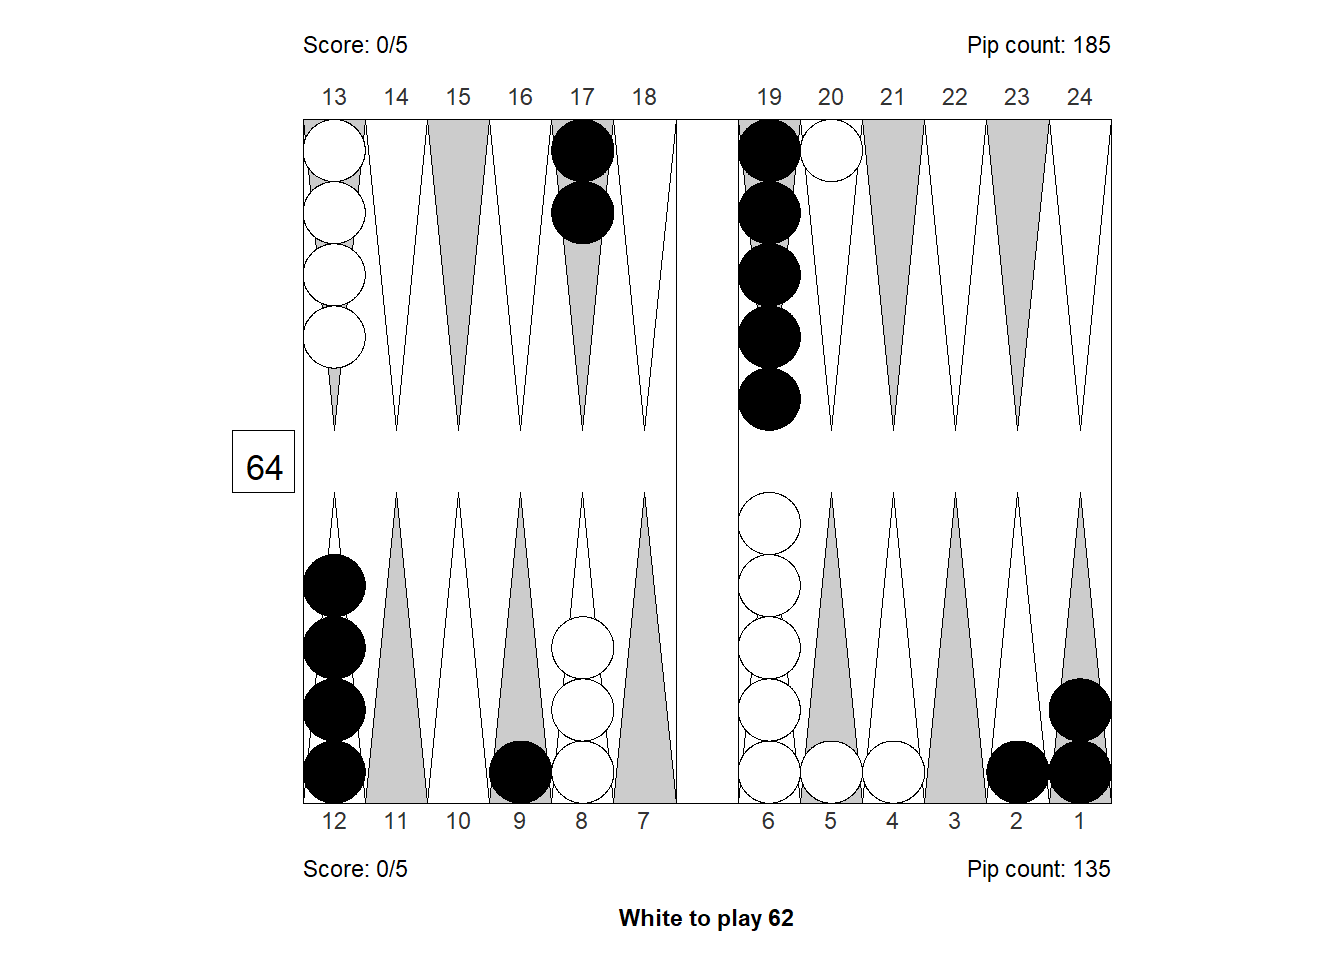 Score: 0/5 Pip count: 185
13 14 15 16 17 18 19 20 21 22 23 24
64
12 11 10 9 8 7 6 5 4 3 2 1
Score: 0/5 Pip count: 135
White to play 62